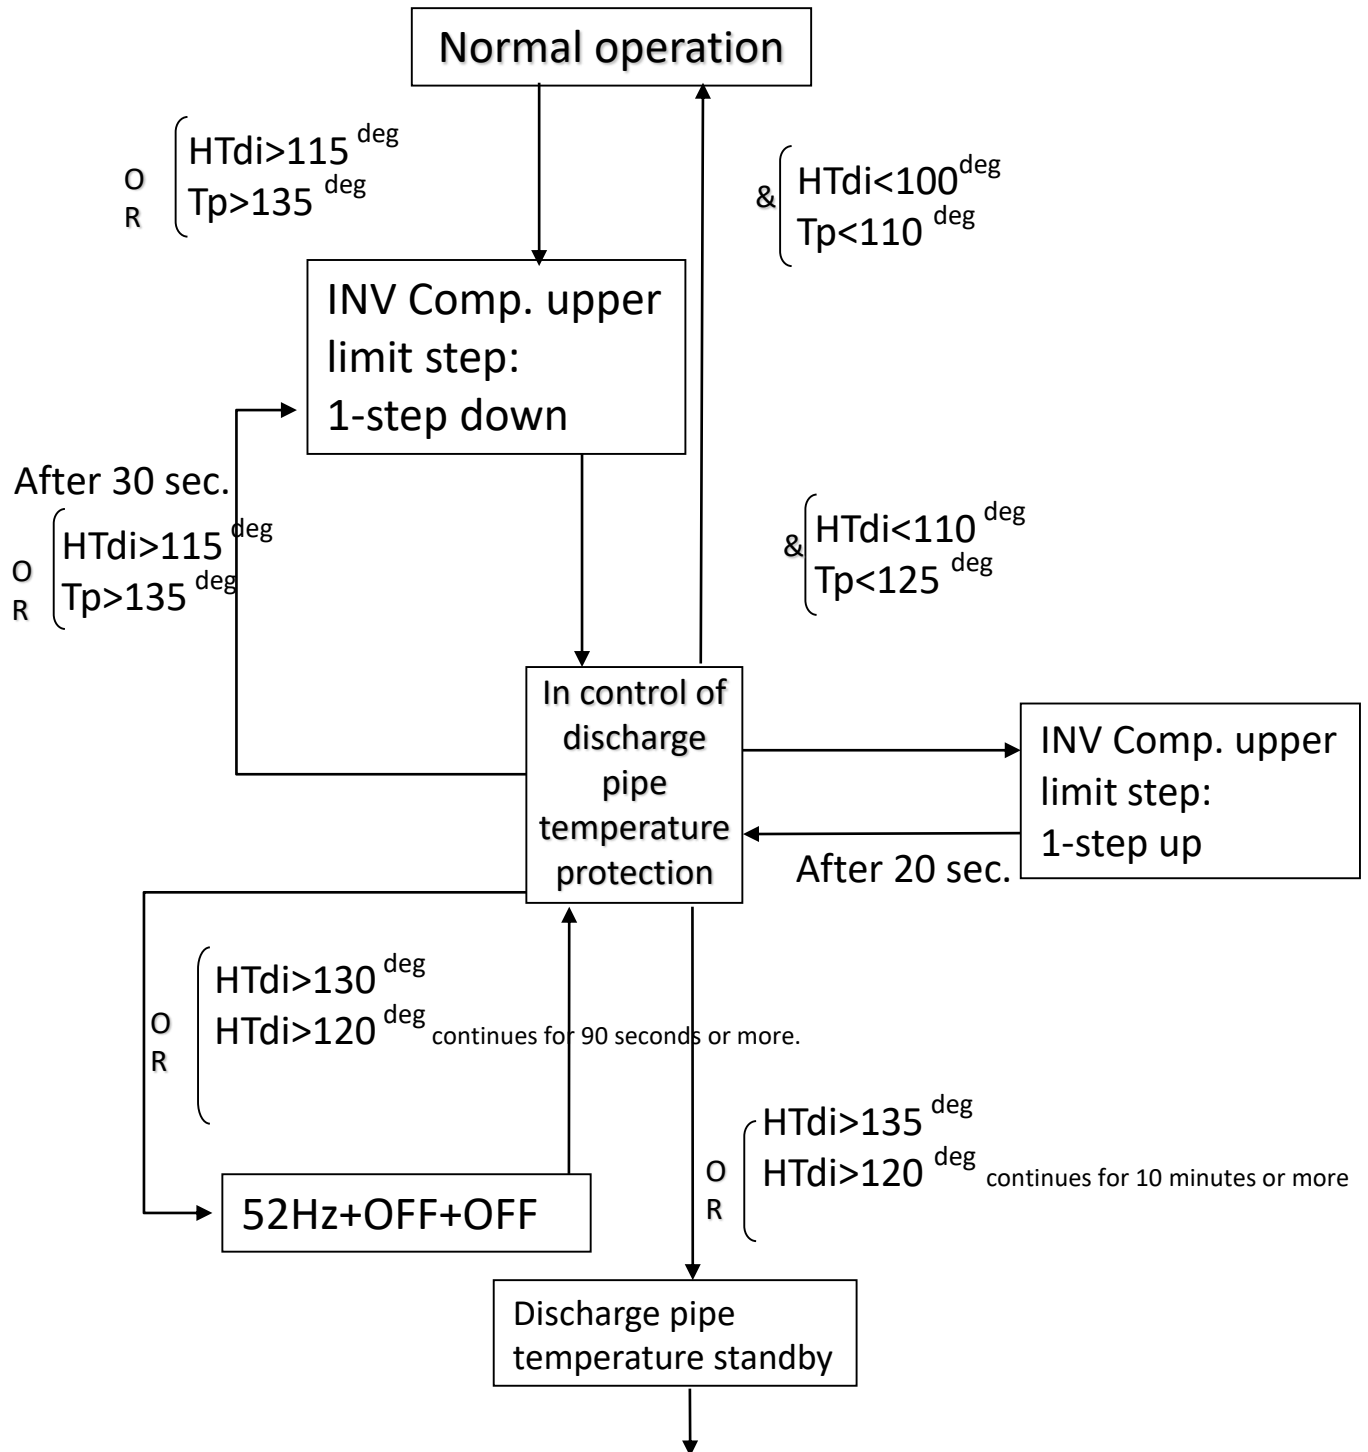 Normal operation
O
R
HTdi>115 deg
Tp>135 deg
&
HTdi<100 deg
Tp<110 deg
INV Comp. upper
limit step:
1-step down
After 30 sec.
O
R
HTdi>115 deg
Tp>135 deg
&
HTdi<110 deg
Tp<125 deg
In control of
discharge
pipe
temperature
protection
INV Comp. upper
limit step:
1-step up
After 20 sec.
O
R
HTdi>130 deg
HTdi>120 deg continues for 90 seconds or more.
O
R
HTdi>135 deg
HTdi>120 deg continues for 10 minutes or more
52Hz+OFF+OFF
Discharge pipe
temperature standby